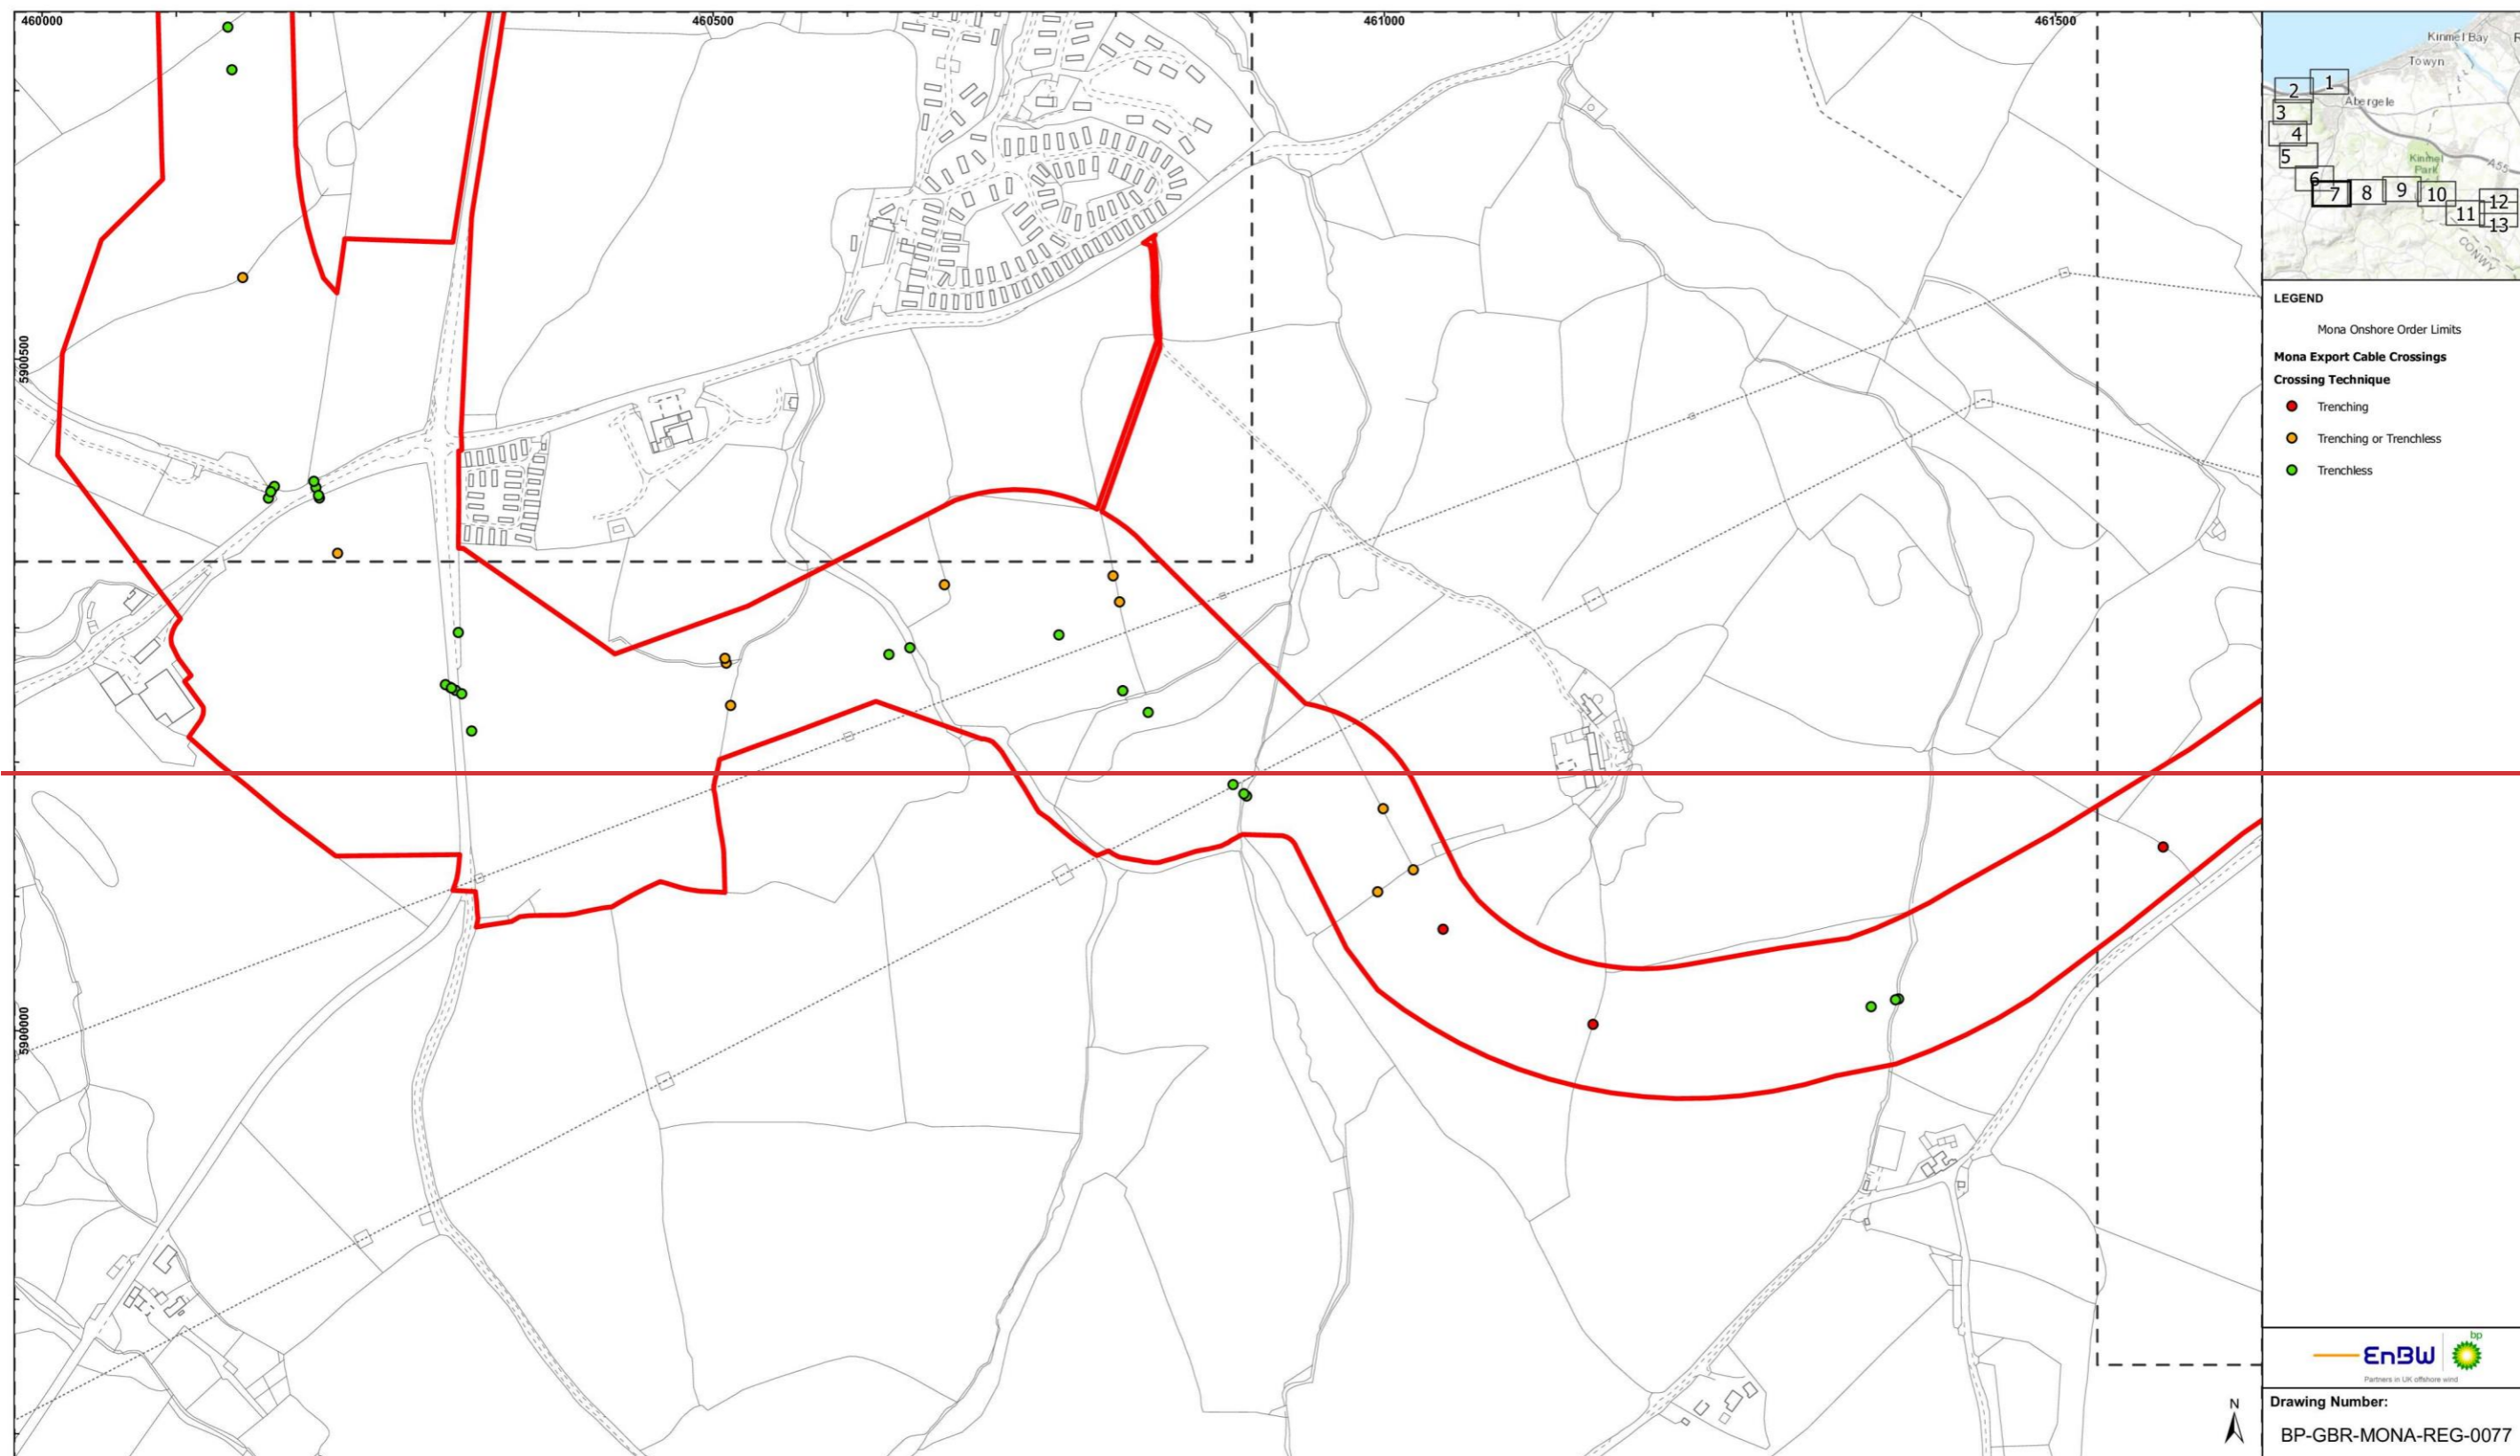 460000
460500
461000
461500
5900500
5900000
Kinmel Bay
R
Towyn
Abergele
Kinmel
Park
A55
CONWY
1
2
3
4
5
6
7
8
9
10
11
12
13
LEGEND
Mona Onshore Order Limits
Mona Export Cable Crossings
Crossing Technique
Trenching
Trenching or Trenchless
Trenchless
EnBW
bp
Partners in UK offshore wind
N
Drawing Number:
BP-GBR-MONA-REG-0077